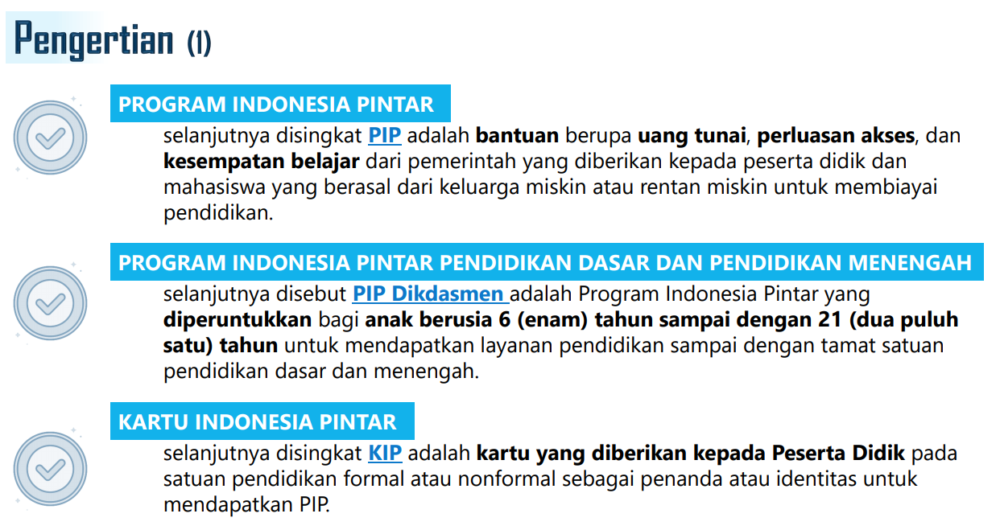 Pengertian (1)
PROGRAM INDONESIA PINTAR
selanjutnya disingkat PIP adalah bantuan berupa uang tunai, perluasan akses, dan
kesempatan belajar dari pemerintah yang diberikan kepada peserta didik dan
mahasiswa yang berasal dari keluarga miskin atau rentan miskin untuk membiayai
pendidikan.
PROGRAM INDONESIA PINTAR PENDIDIKAN DASAR DAN PENDIDIKAN MENENGAH
selanjutnya disebut PIP Dikdasmen adalah Program Indonesia Pintar yang
diperuntukkan bagi anak berusia 6 (enam) tahun sampai dengan 21 (dua puluh
satu) tahun untuk mendapatkan layanan pendidikan sampai dengan tamat satuan
pendidikan dasar dan menengah.
KARTU INDONESIA PINTAR
selanjutnya disingkat KIP adalah kartu yang diberikan kepada Peserta Didik pada
satuan pendidikan formal atau nonformal sebagai penanda atau identitas untuk
mendapatkan PIP.